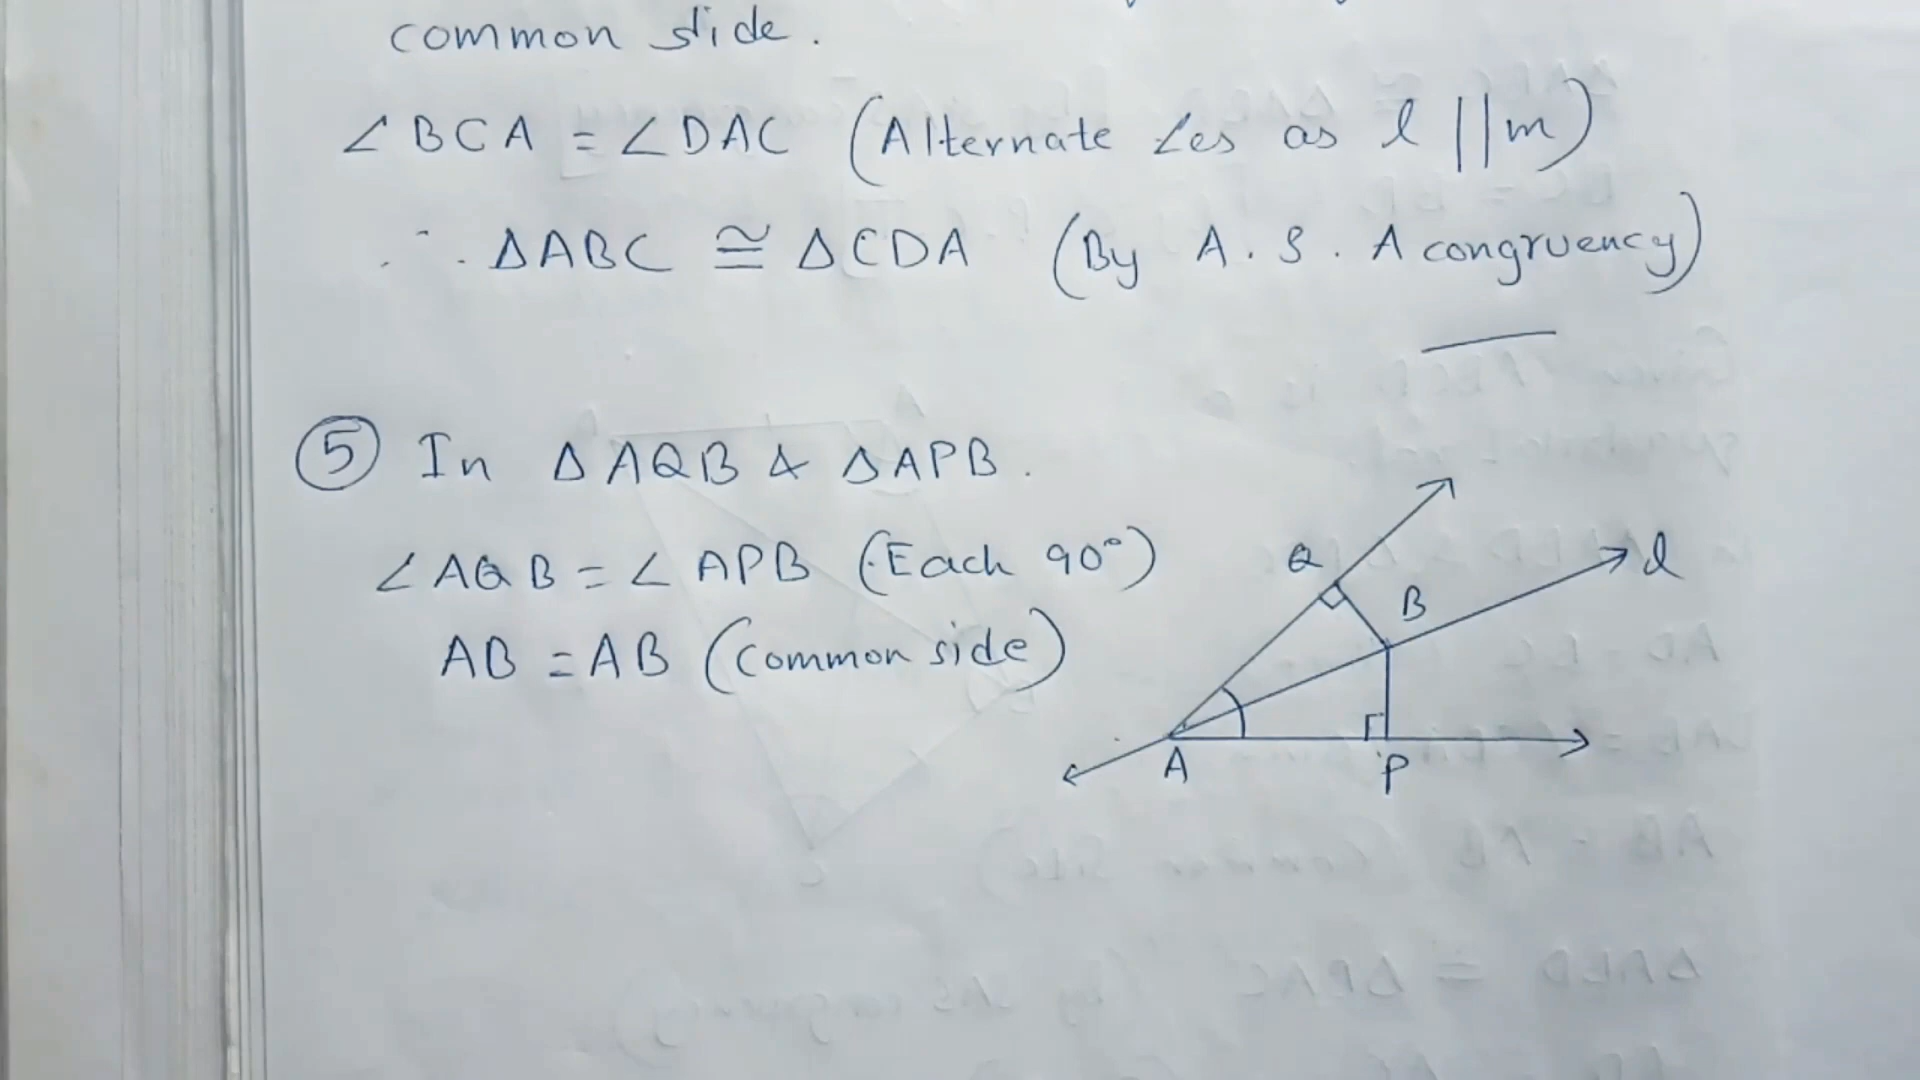 common side.
∠BCA = ∠DAC (Alternate ∠es as l || m)
∴ ΔABC ≅ ΔCDA (By A.S.A congruency)
⑤ In ΔAQB & ΔAPB.
∠AQB = ∠APB (Each 90°)
AB = AB (Common side)
Q
B
l
A
P